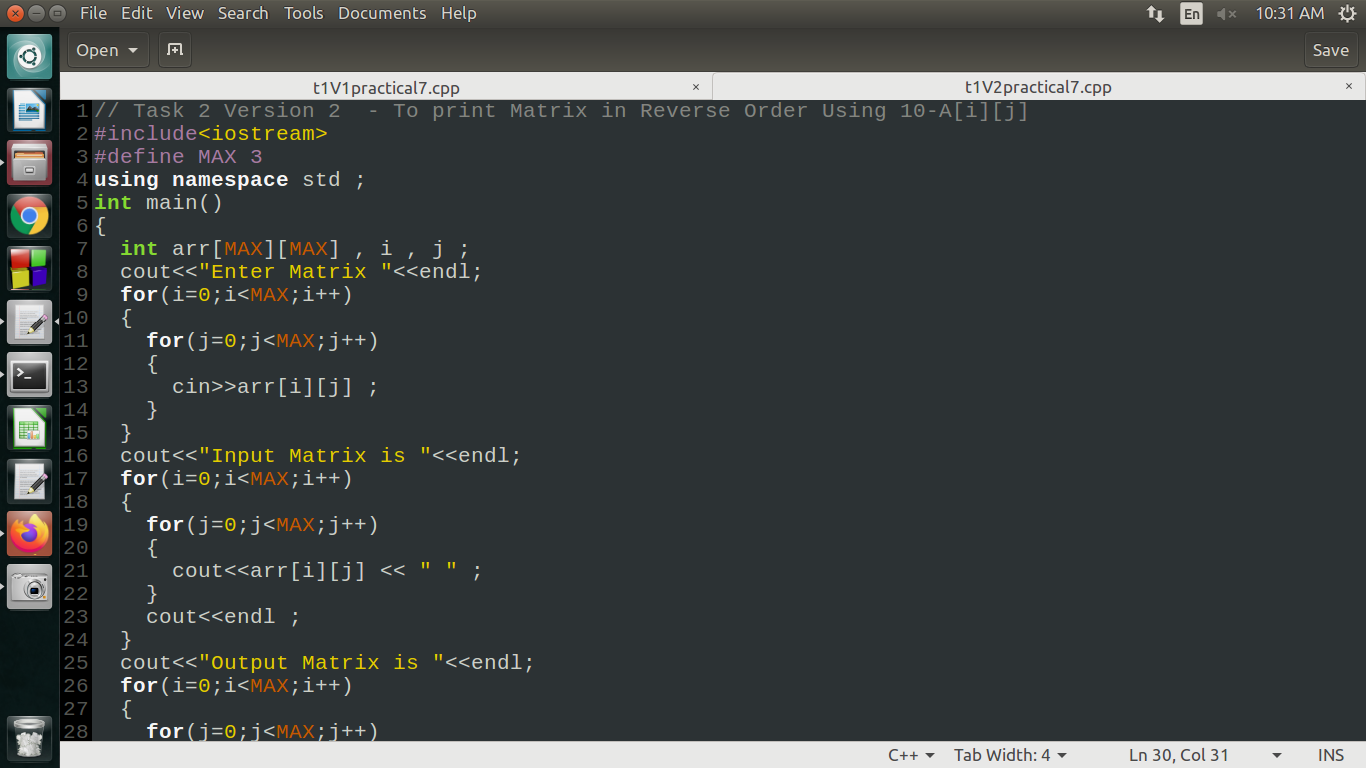 File Edit View Search Tools Documents Help En 10:31 AM
Open Save
t1V1practical7.cpp × t1V2practical7.cpp ×
1 // Task 2 Version 2  - To print Matrix in Reverse Order Using 10-A[i][j]
2 #include<iostream>
3 #define MAX 3
4 using namespace std ;
5 int main()
6 {
7   int arr[MAX][MAX] , i , j ;
8   cout<<"Enter Matrix "<<endl;
9   for(i=0;i<MAX;i++)
10   {
11     for(j=0;j<MAX;j++)
12     {
13       cin>>arr[i][j] ;
14     }
15   }
16   cout<<"Input Matrix is "<<endl;
17   for(i=0;i<MAX;i++)
18   {
19     for(j=0;j<MAX;j++)
20     {
21       cout<<arr[i][j] << " " ;
22     }
23     cout<<endl ;
24   }
25   cout<<"Output Matrix is "<<endl;
26   for(i=0;i<MAX;i++)
27   {
28     for(j=0;j<MAX;j++)
C++ Tab Width: 4 Ln 30, Col 31 INS